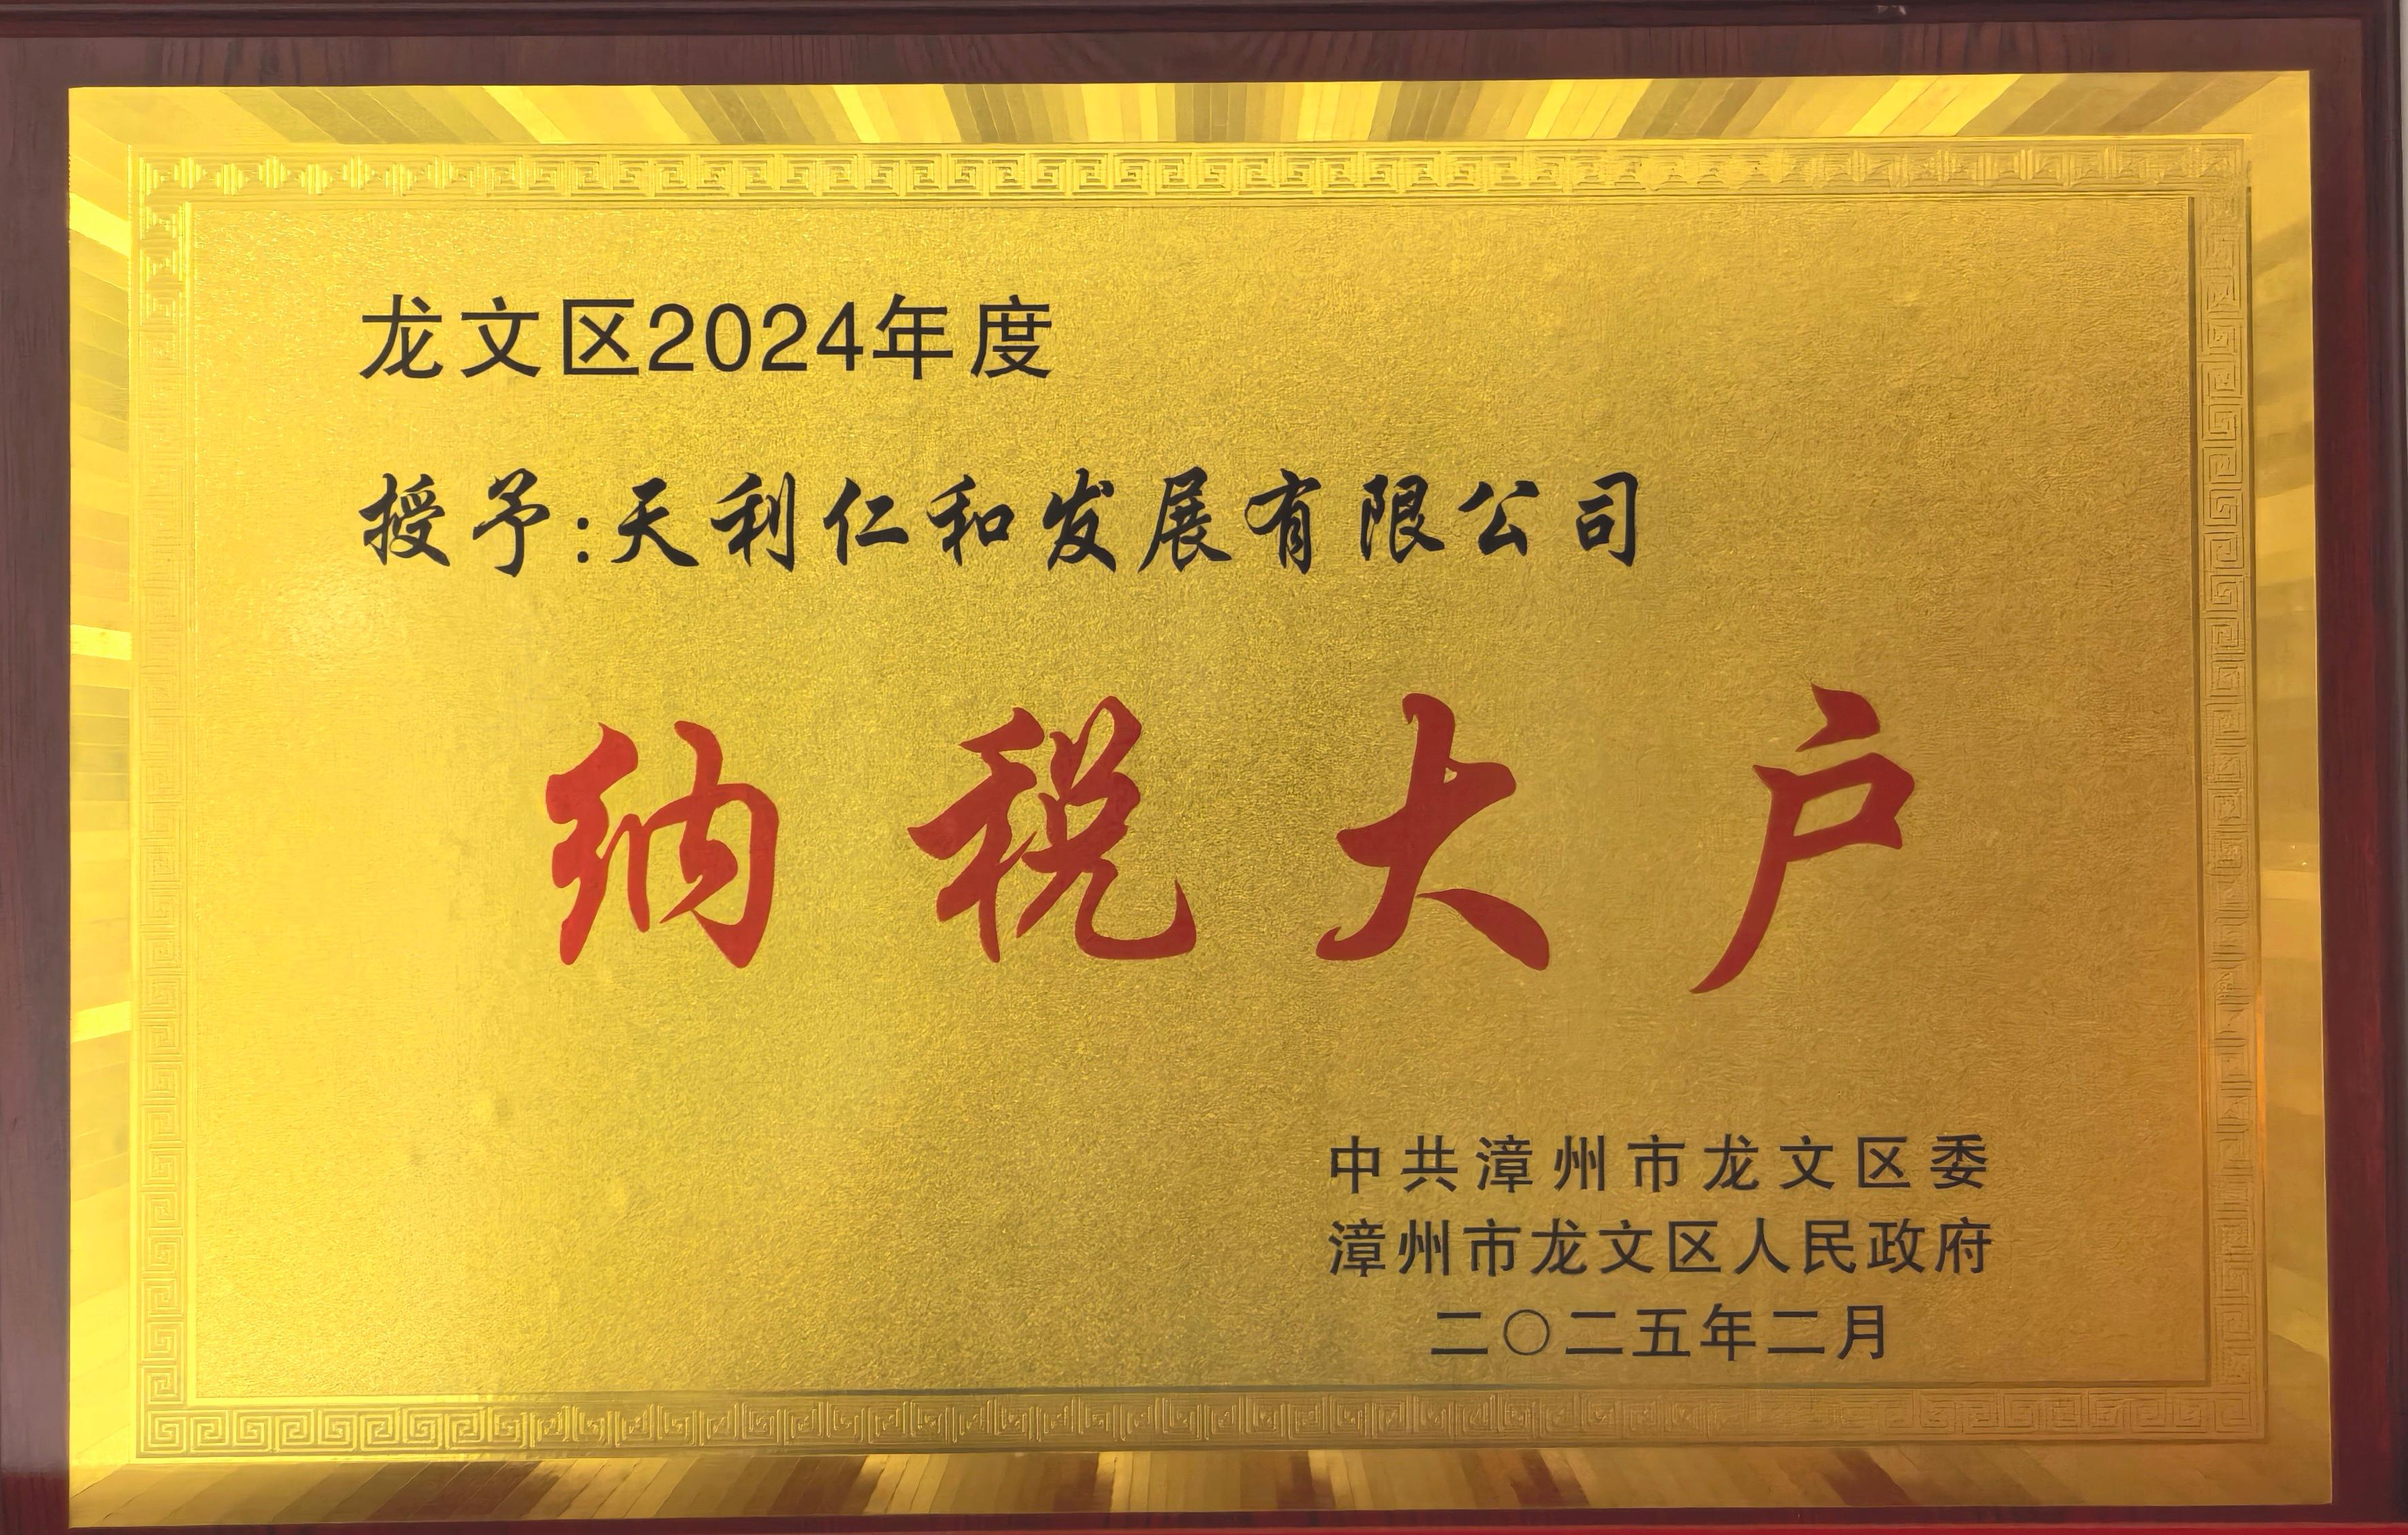 龙文区2024年度
授予:天利仁和发展有限公司
纳税大户
中共漳州市龙文区委
漳州市龙文区人民政府
二〇二五年二月